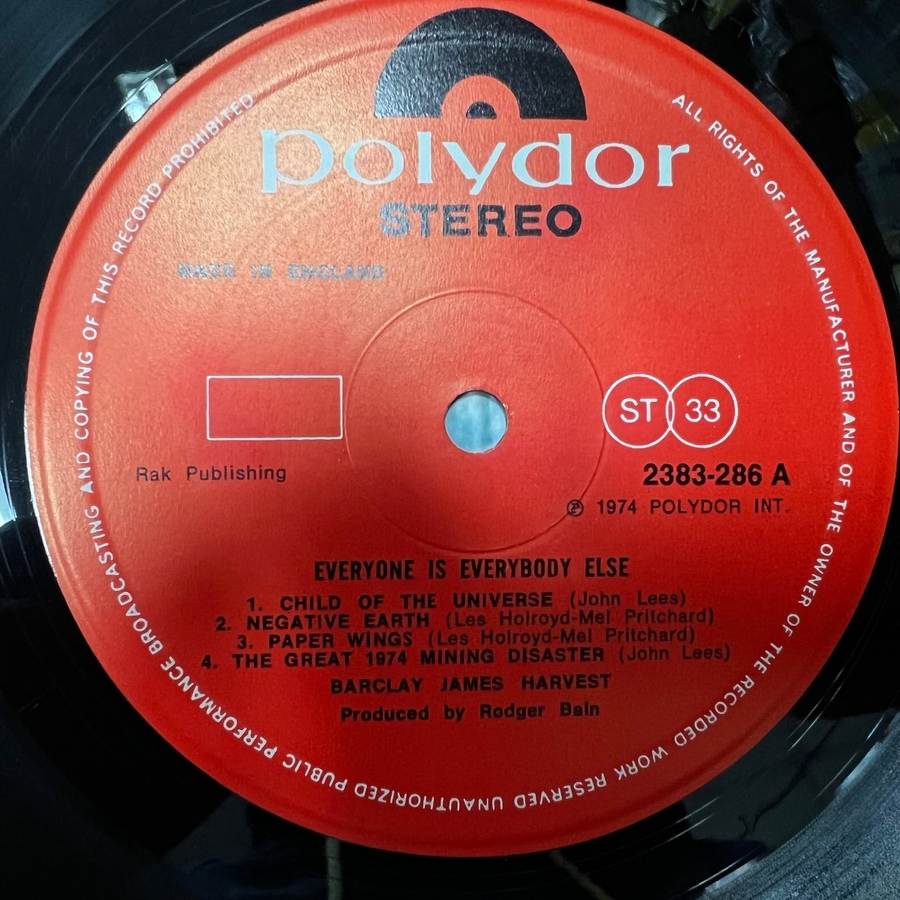 polydor
STEREO
MADE IN ENGLAND
ST 33
Rak Publishing
2383-286 A
Ⓟ 1974 POLYDOR INT.
EVERYONE IS EVERYBODY ELSE
1. CHILD OF THE UNIVERSE (John Lees)
2. NEGATIVE EARTH (Les Holroyd-Mel Pritchard)
3. PAPER WINGS (Les Holroyd-Mel Pritchard)
4. THE GREAT 1974 MINING DISASTER (John Lees)
BARCLAY JAMES HARVEST
Produced by Rodger Bain
ALL RIGHTS OF THE MANUFACTURER AND OF THE OWNER OF THE RECORDED WORK RESERVED UNAUTHORIZED PUBLIC PERFORMANCE BROADCASTING AND COPYING OF THIS RECORD PROHIBITED